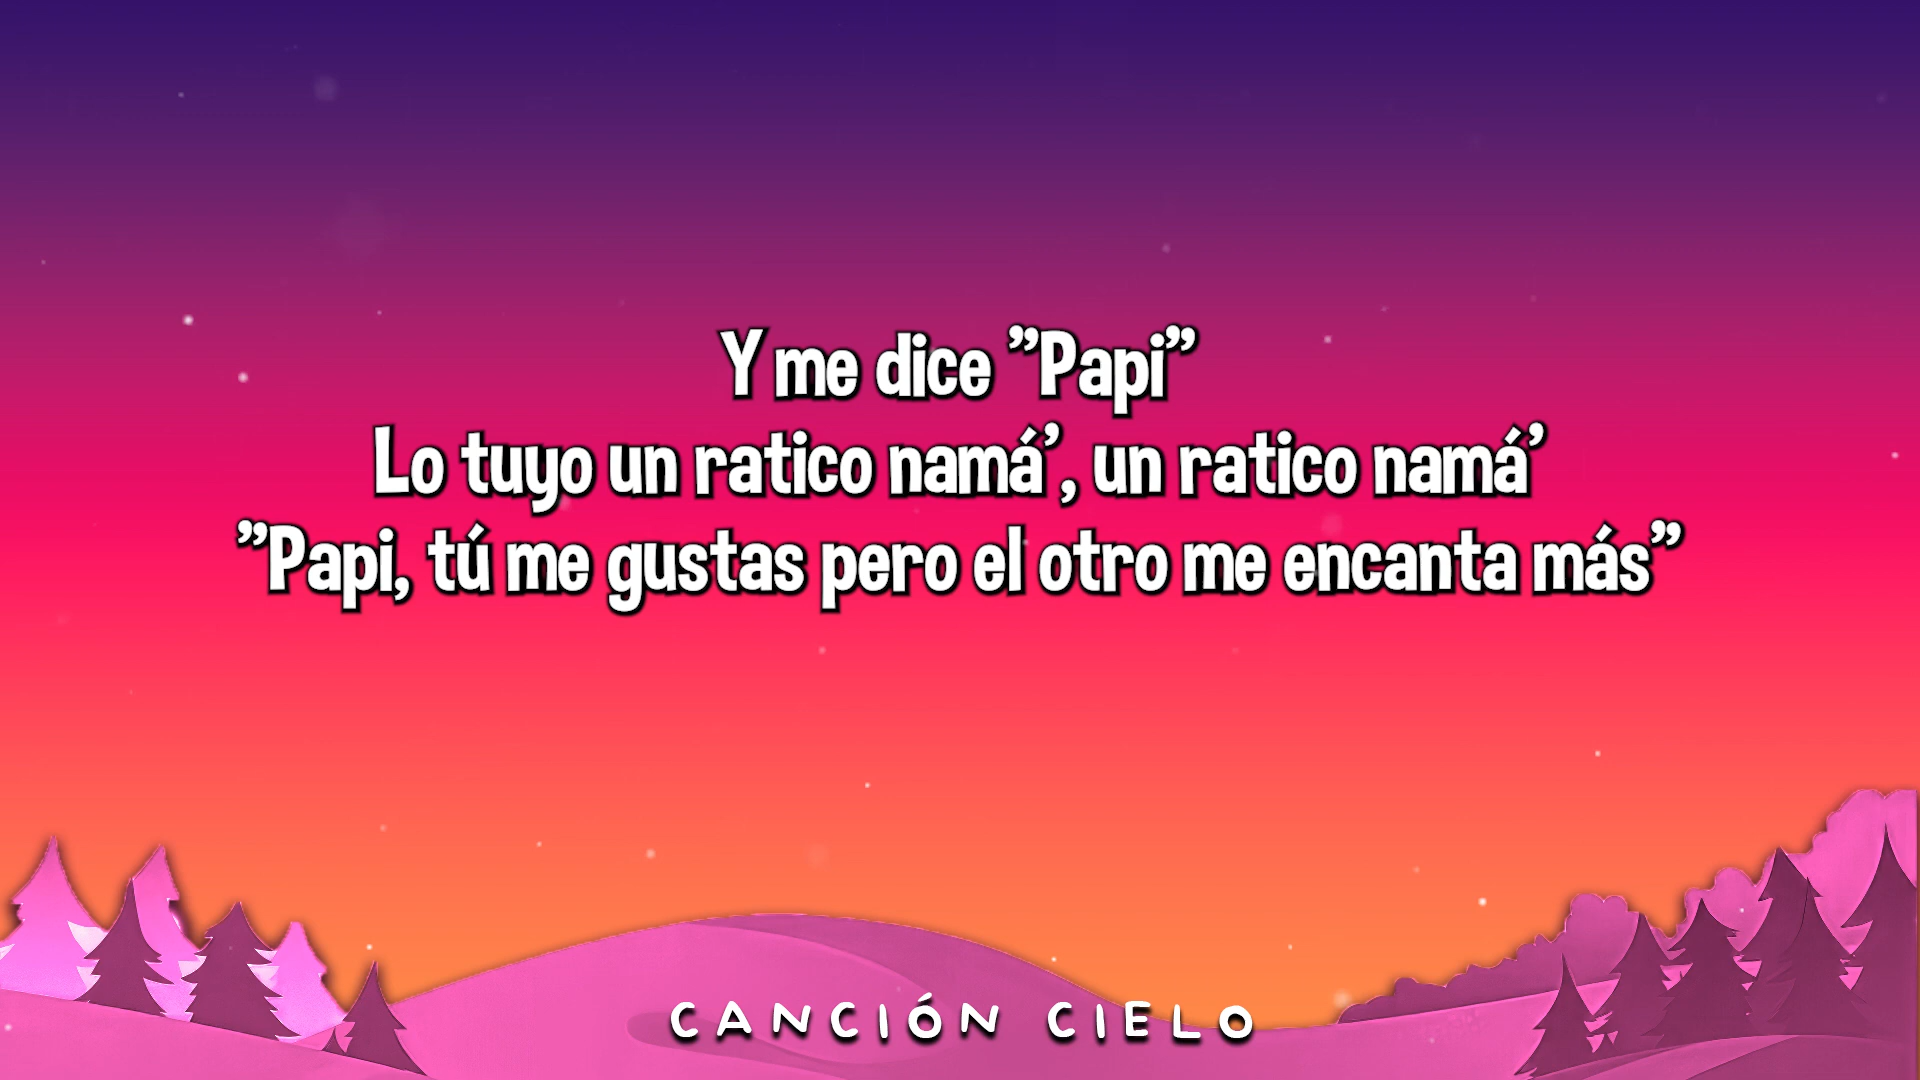 Y me dice ”Papi”
Lo tuyo un ratico namá’, un ratico namá’
”Papi, tú me gustas pero el otro me encanta más”
CANCIÓN CIELO